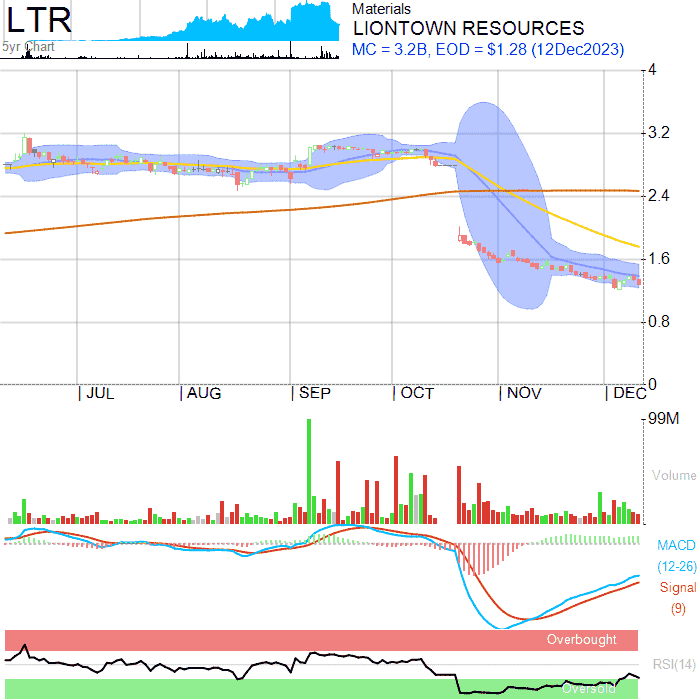 LTR
5yr Chart
Materials
LIONTOWN RESOURCES
MC = 3.2B, EOD = $1.28 (12Dec2023)
4
3.2
2.4
1.6
0.8
0
JUL AUG SEP OCT NOV DEC
99M
Volume
MACD
(12-26)
Signal
(9)
Overbought
RSI(14)
Oversold